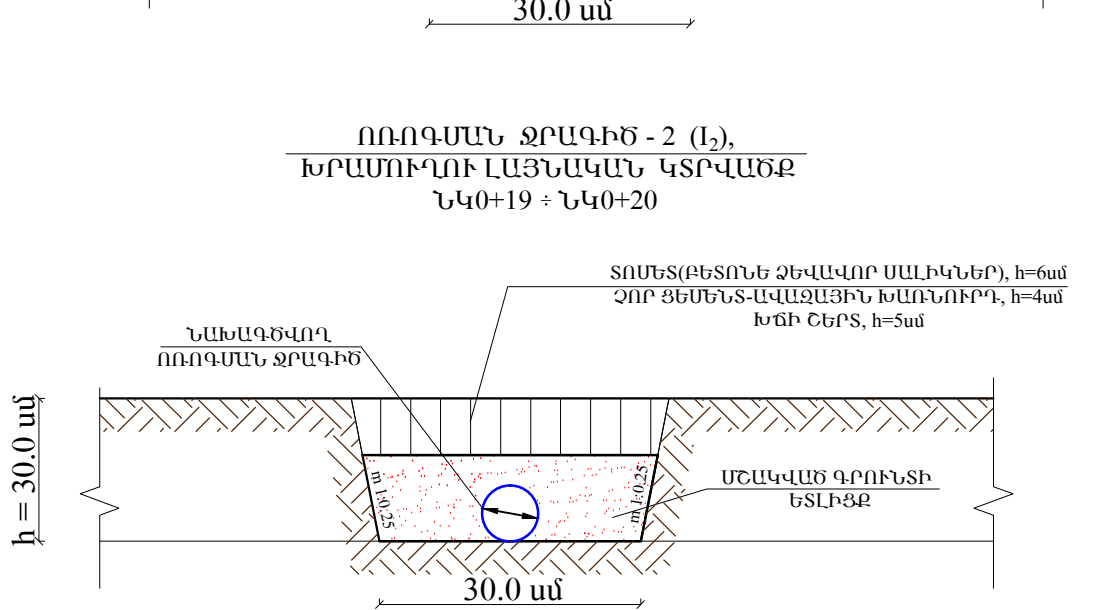 30.0 սմ
ՈՌՈԳՄԱՆ ՋՐԱԳԻԾ - 2 (I₂),
ԽՐԱՄՈՒՂՈՒ ԼԱՅՆԱԿԱՆ ԿՏՐՎԱԾՔ
ՆԿ0+19 ÷ ՆԿ0+20
ՏՈՄԵՏ(ԲԵՏՈՆԵ ՁԵՎԱՎՈՐ ՍԱԼԻԿՆԵՐ), h=6սմ
ՉՈՐ ՑԵՄԵՆՏ-ԱՎԱԶԱՅԻՆ ԽԱՌՆՈՒՐԴ, h=4սմ
ԽՃԻ ՇԵՐՏ, h=5սմ
ՆԱԽԱԳԾՎՈՂ
ՈՌՈԳՄԱՆ ՋՐԱԳԻԾ
h = 30.0 սմ
m 1:0.25
m 1:0.25
ՄՇԱԿՎԱԾ ԳՐՈՒՆՏԻ
ԵՏԼԻՑՔ
30.0 սմ